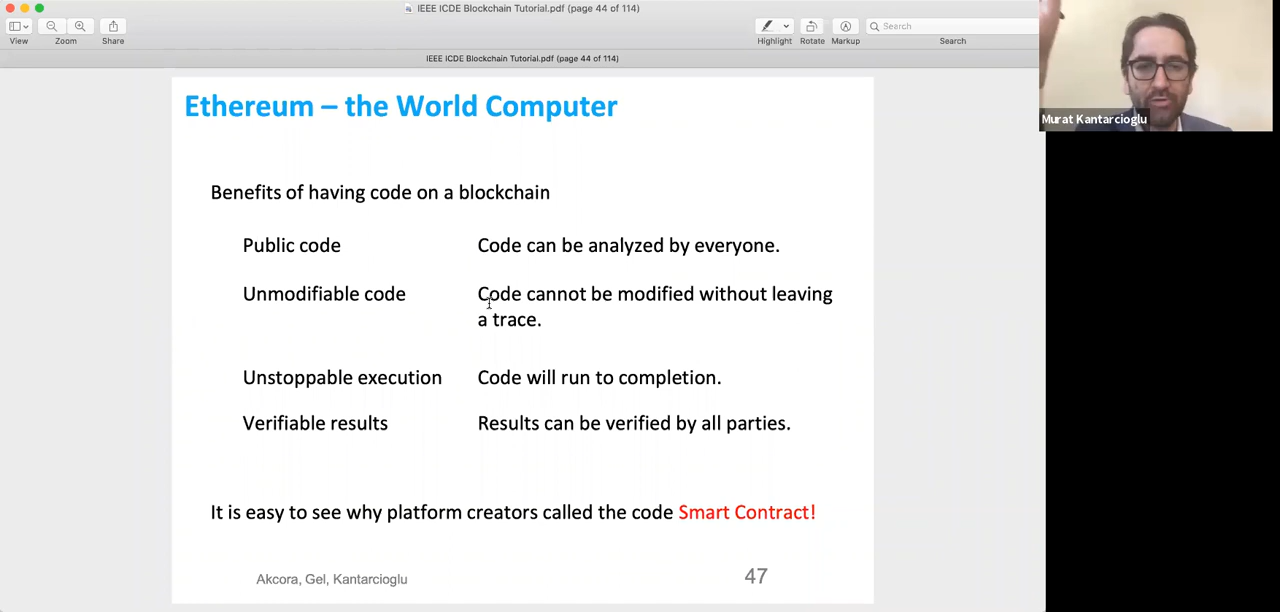 IEEE ICDE Blockchain Tutorial.pdf (page 44 of 114)
View
Zoom
Share
Highlight
Rotate
Markup
Search
Search
IEEE ICDE Blockchain Tutorial.pdf (page 44 of 114)
Murat Kantarcioglu
Ethereum – the World Computer
Benefits of having code on a blockchain
Public code Code can be analyzed by everyone.
Unmodifiable code Code cannot be modified without leaving
a trace.
Unstoppable execution Code will run to completion.
Verifiable results Results can be verified by all parties.
It is easy to see why platform creators called the code Smart Contract!
Akcora, Gel, Kantarcioglu 47